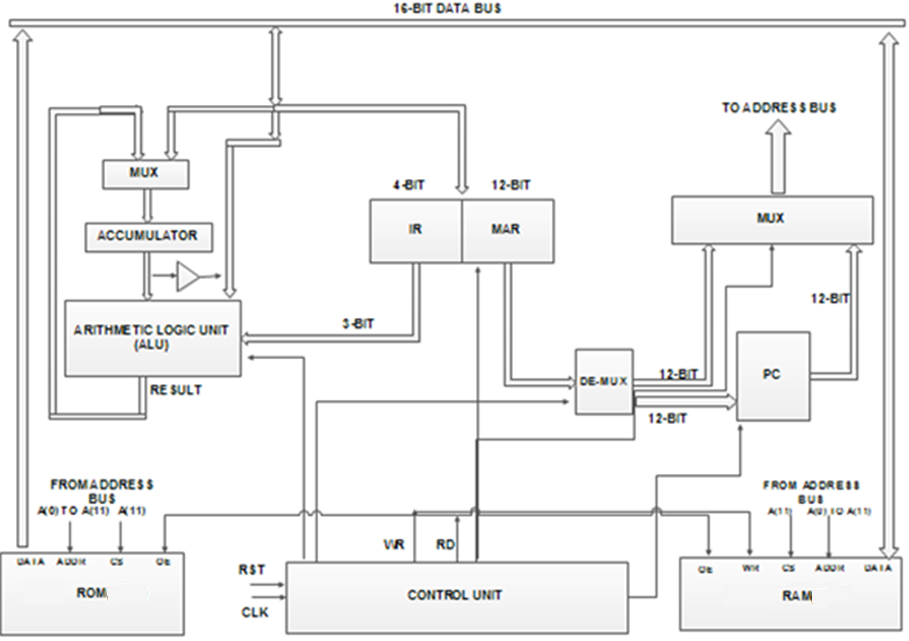 16-BIT DATA BUS
TO ADDRESS BUS
MUX
4-BIT
12-BIT
ACCUMULATOR
IR
MAR
MUX
12-BIT
3-BIT
ARITHMETIC LOGIC UNIT
(ALU)
RESULT
DE-MUX
12-BIT
PC
12-BIT
FROM ADDRESS
BUS
A(0) TO A(11) A(11)
FROM ADDRESS
BUS
A(11) A(0) TO A(11)
WR
RD
DATA ADDR CS OE
ROM
RST
CLK
CONTROL UNIT
OE WR CS ADDR DATA
RAM